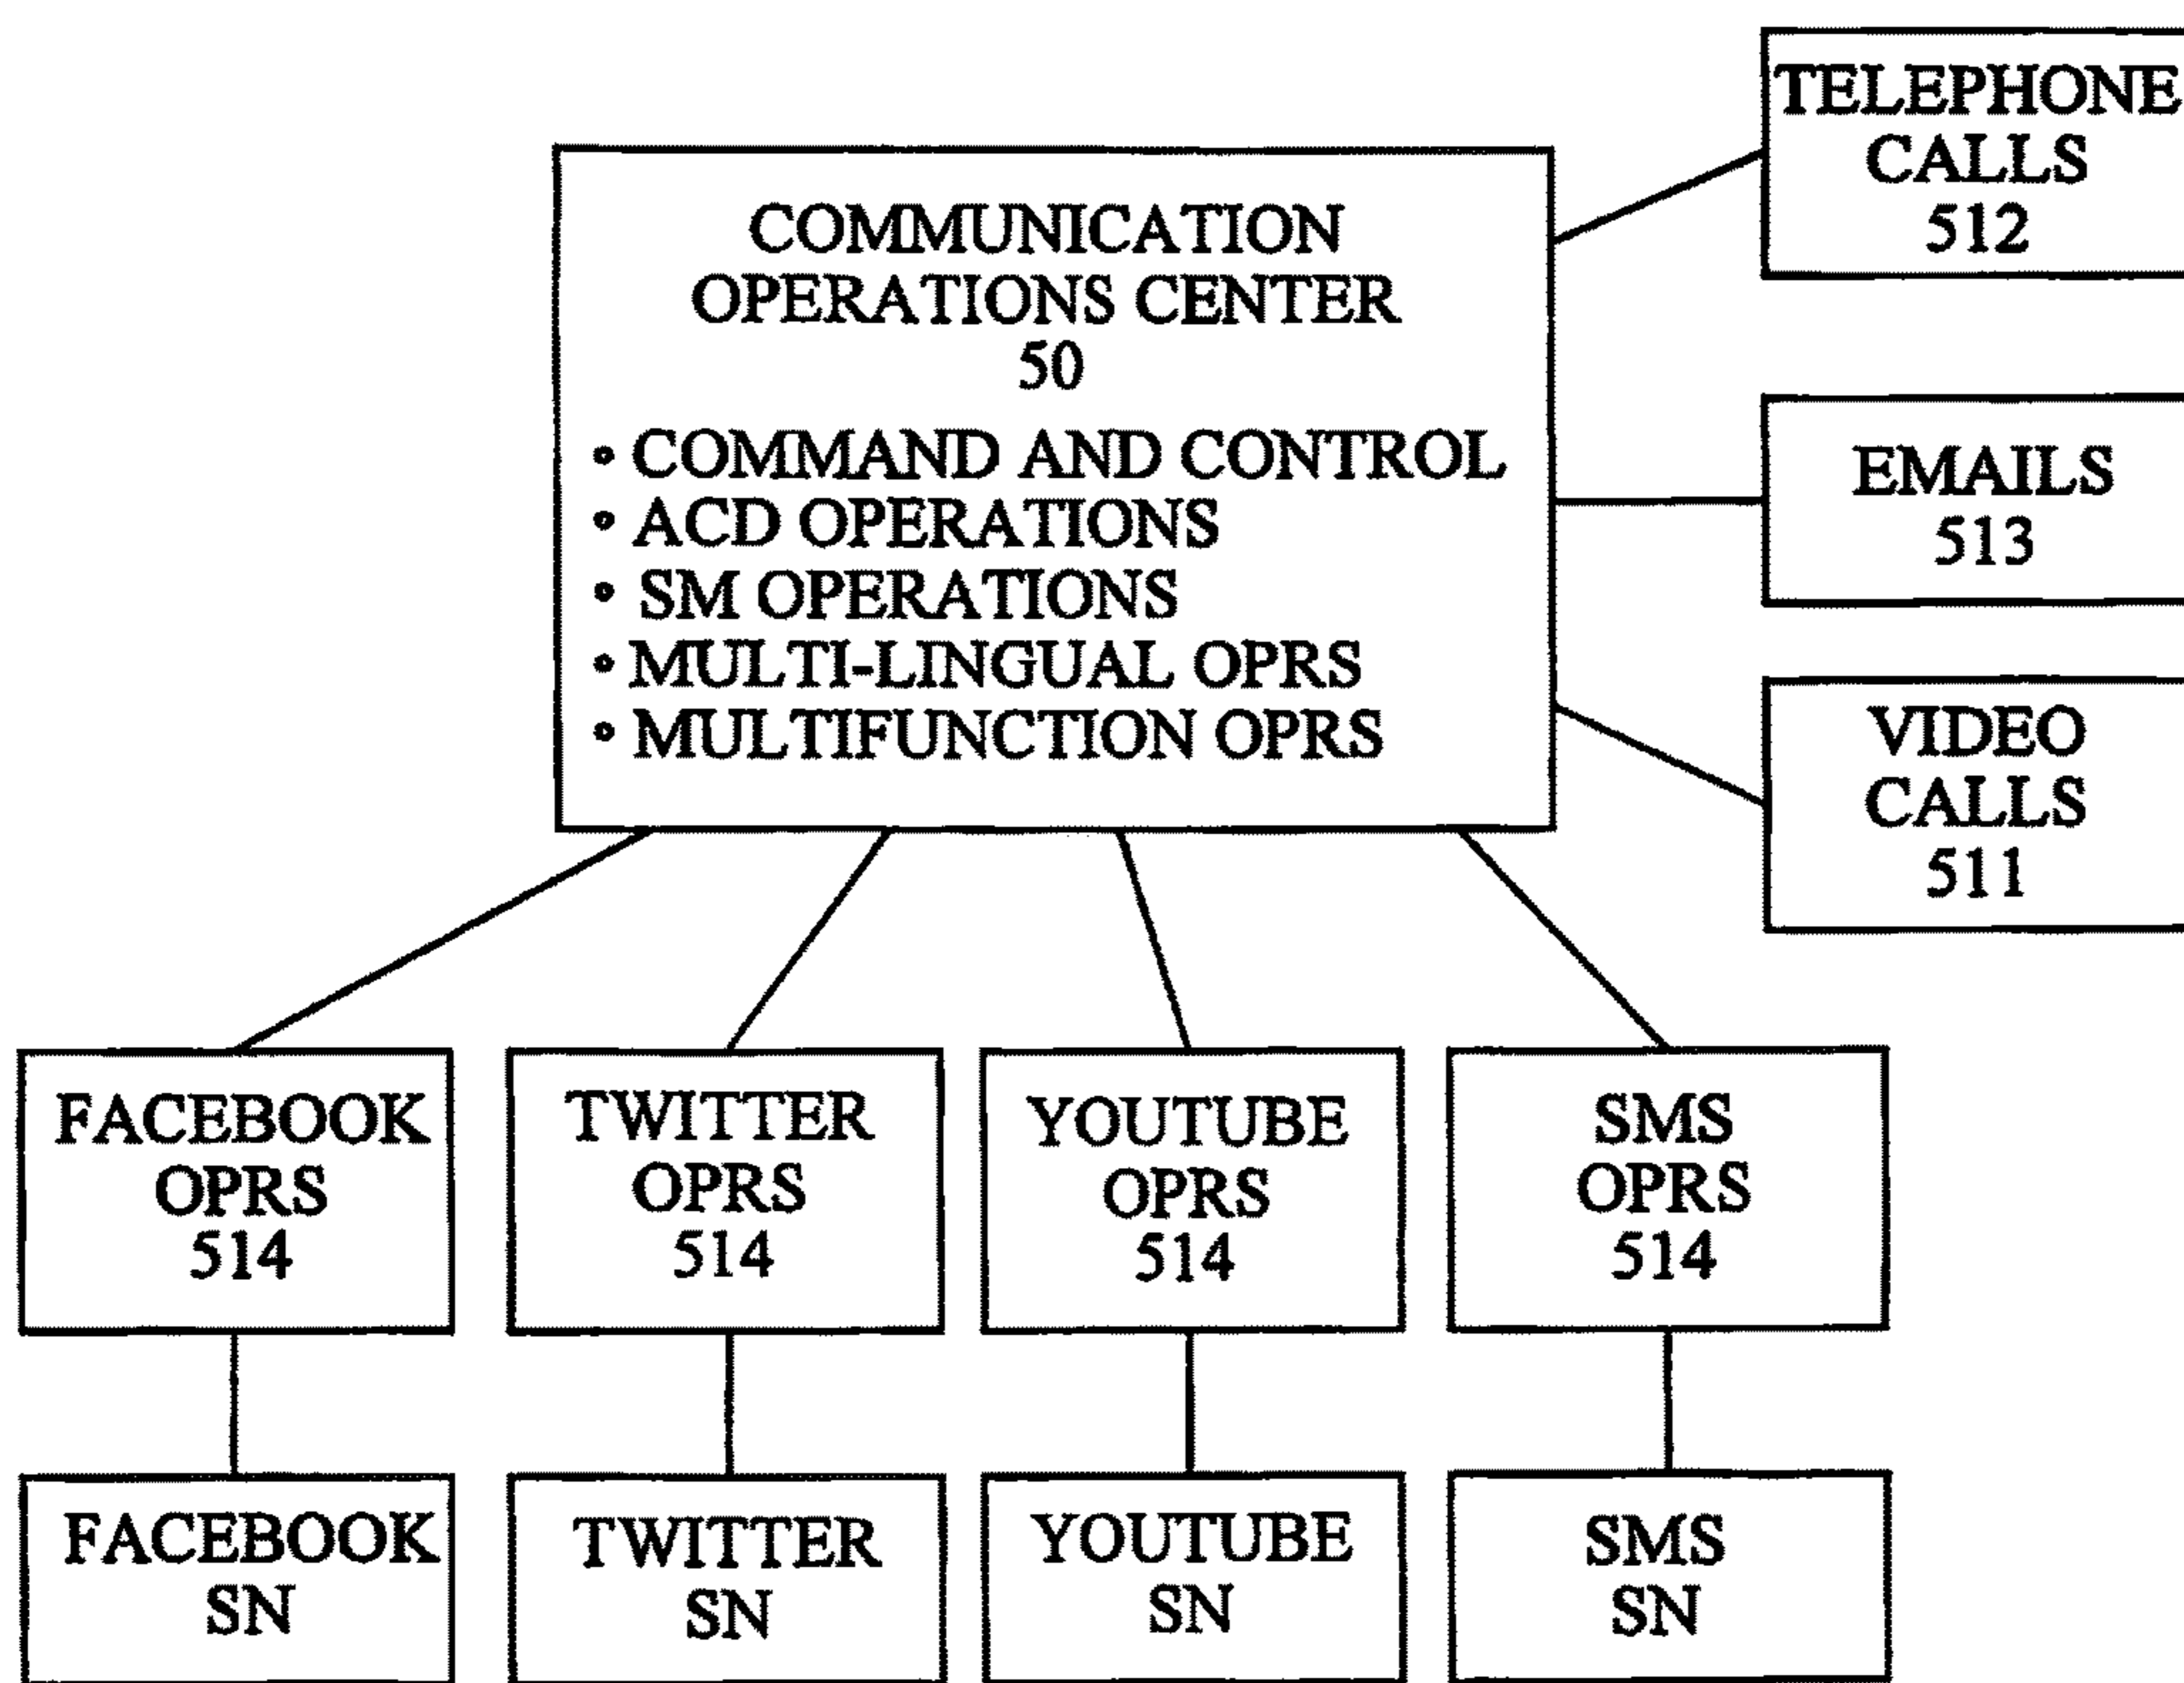 TELEPHONE
CALLS
512
COMMUNICATION
OPERATIONS CENTER
50
• COMMAND AND CONTROL
• ACD OPERATIONS
• SM OPERATIONS
• MULTI-LINGUAL OPRS
• MULTIFUNCTION OPRS
EMAILS
513
VIDEO
CALLS
511
FACEBOOK
OPRS
514
TWITTER
OPRS
514
YOUTUBE
OPRS
514
SMS
OPRS
514
FACEBOOK
SN
TWITTER
SN
YOUTUBE
SN
SMS
SN